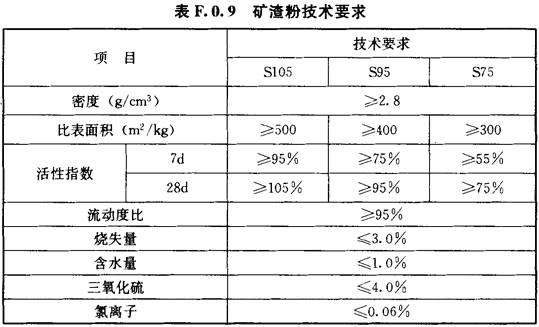 表 F.0.9 矿渣粉技术要求
项 目 技术要求
S105 S95 S75
密度（g/cm³） ≥2.8
比表面积（m²/kg） ≥500 ≥400 ≥300
活性指数 7d ≥95% ≥75% ≥55%
28d ≥105% ≥95% ≥75%
流动度比 ≥95%
烧失量 ≤3.0%
含水量 ≤1.0%
三氧化硫 ≤4.0%
氯离子 ≤0.06%